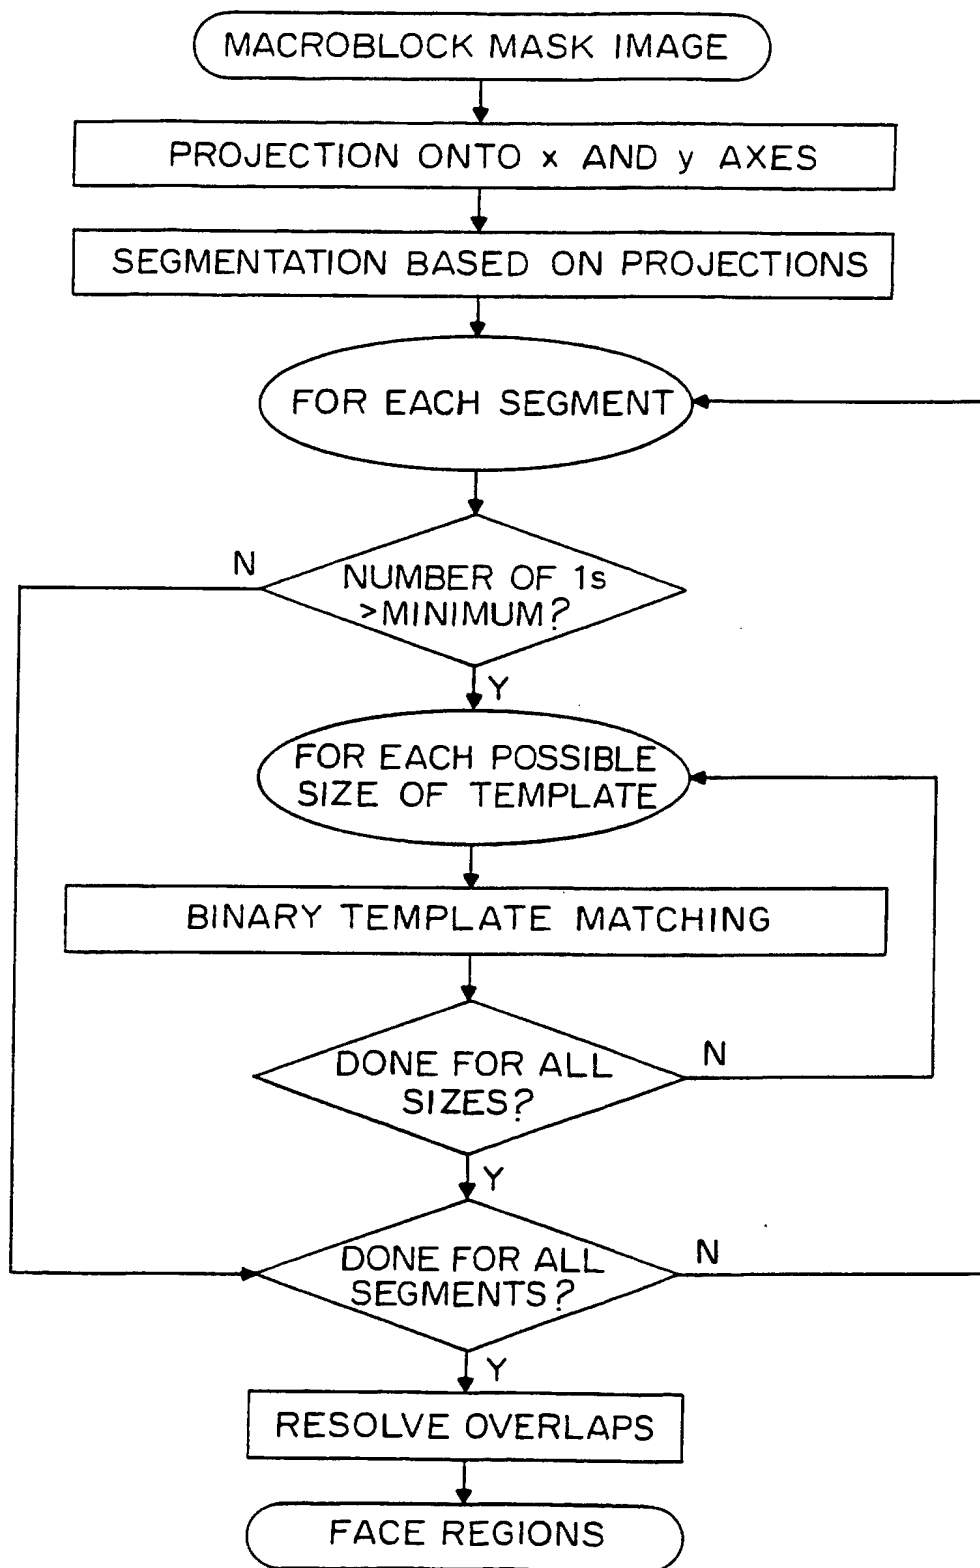 MACROBLOCK MASK IMAGE
PROJECTION ONTO x AND y AXES
SEGMENTATION BASED ON PROJECTIONS
FOR EACH SEGMENT
N
NUMBER OF 1s
>MINIMUM?
Y
FOR EACH POSSIBLE
SIZE OF TEMPLATE
BINARY TEMPLATE MATCHING
DONE FOR ALL
SIZES?
N
Y
DONE FOR ALL
SEGMENTS?
N
Y
RESOLVE OVERLAPS
FACE REGIONS